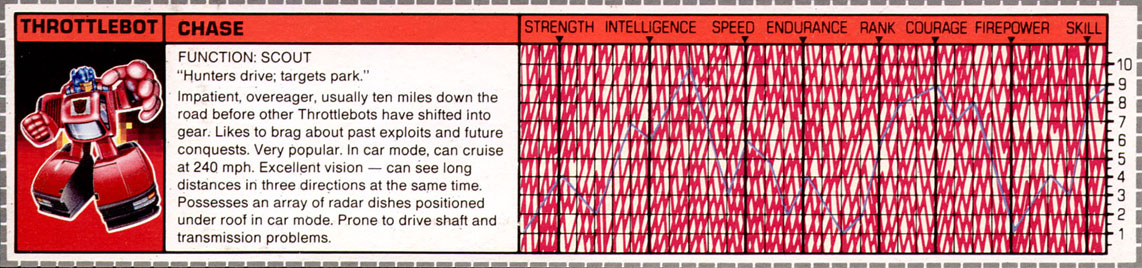 THROTTLEBOT
CHASE
FUNCTION: SCOUT
"Hunters drive; targets park."
Impatient, overeager, usually ten miles down the
road before other Throttlebots have shifted into
gear. Likes to brag about past exploits and future
conquests. Very popular. In car mode, can cruise
at 240 mph. Excellent vision — can see long
distances in three directions at the same time.
Possesses an array of radar dishes positioned
under roof in car mode. Prone to drive shaft and
transmission problems.
STRENGTH INTELLIGENCE SPEED ENDURANCE RANK COURAGE FIREPOWER SKILL
10
9
8
7
6
5
4
3
2
1